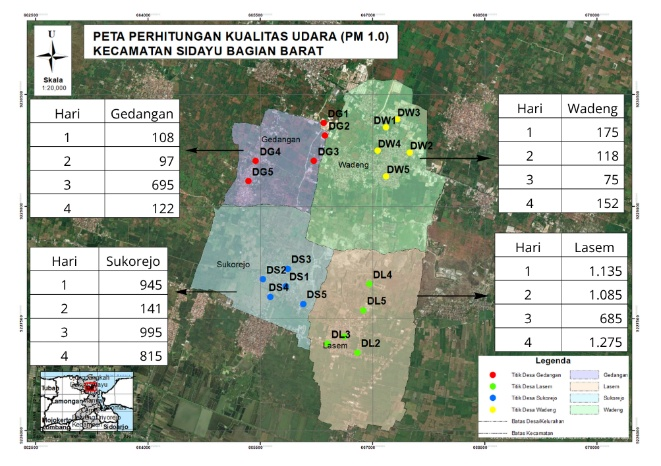 PETA PERHITUNGAN KUALITAS UDARA (PM 1.0)
KECAMATAN SIDAYU BAGIAN BARAT
U
Skala
1:20,000
Hari Gedangan
1 108
2 97
3 695
4 122
Hari Wadeng
1 175
2 118
3 75
4 152
Hari Sukorejo
1 945
2 141
3 995
4 815
Hari Lasem
1 1.135
2 1.085
3 685
4 1.275
DG1
DG2
Gedangan
DG4
DG3
DG5
DW3
DW1
DW4
DW2
Wadeng
DW5
Sukorejo
DS3
DS2
DS1
DS4
DS5
DL4
DL5
DL3
Lasem
DL2
Legenda
Titik Desa Gedangan
Titik Desa Lasem
Titik Desa Sukorejo
Titik Desa Wadeng
Gedangan
Lasem
Sukorejo
Wadeng
Batas Desa/Kelurahan
Batas Kecamatan
Tuban
Lamongan
Sidoarjo